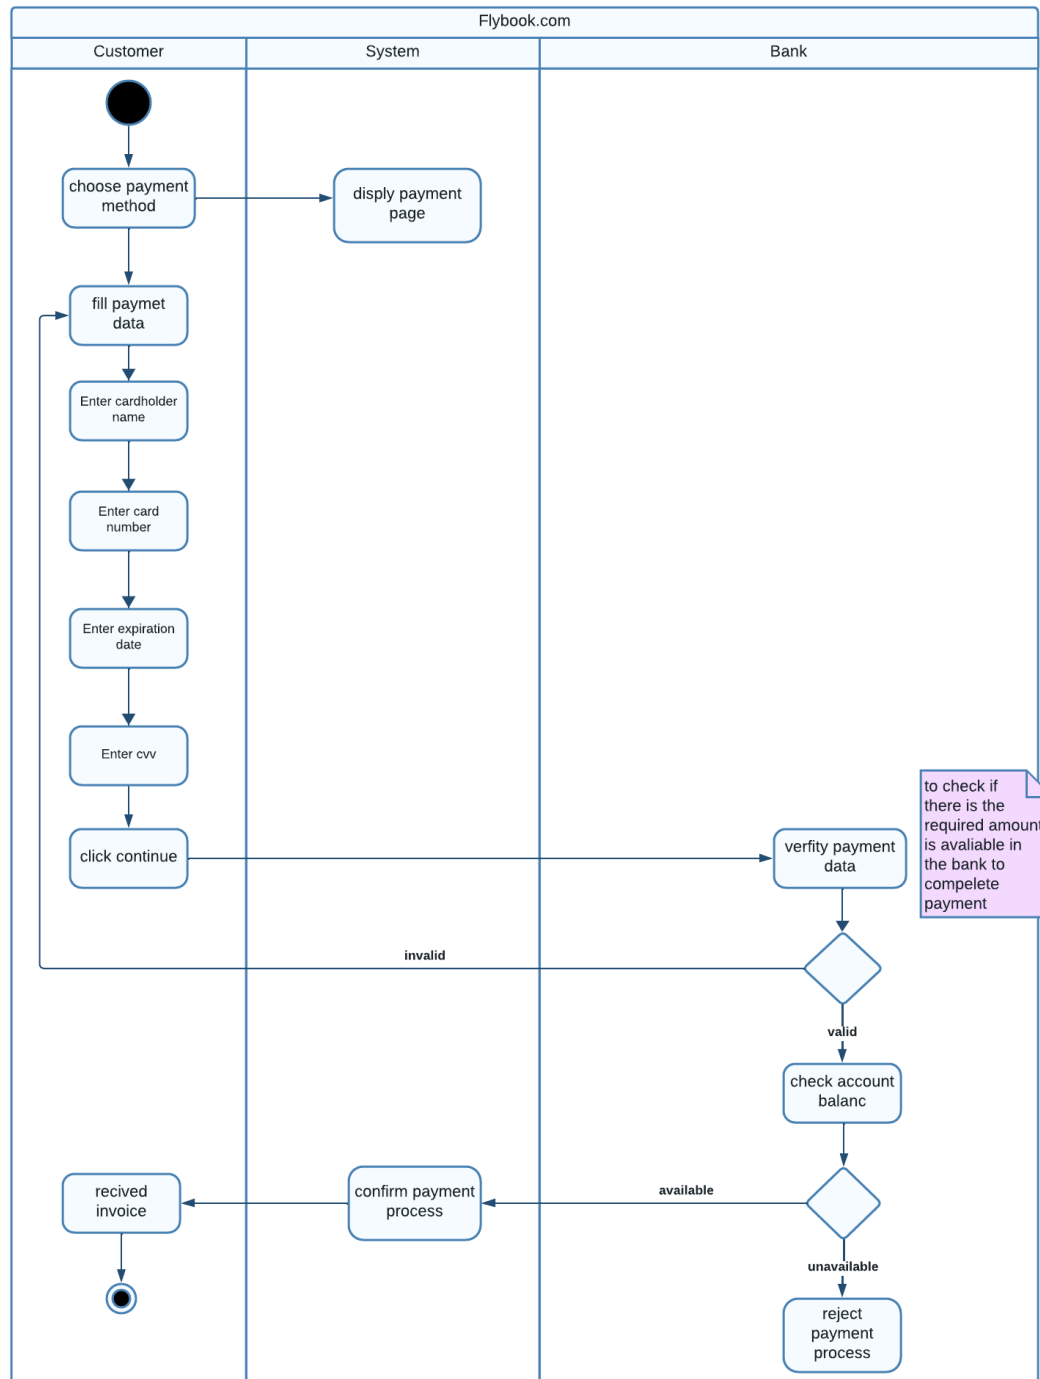 Flybook.com
Customer
System
Bank
choose payment
method
disply payment
page
fill paymet
data
Enter cardholder
name
Enter card
number
Enter expiration
date
Enter cvv
to check if
there is the
required amount
is avaliable in
the bank to
compelete
payment
click continue
verfity payment
data
invalid
valid
check account
balanc
recived
invoice
confirm payment
process
available
unavailable
reject
payment
process